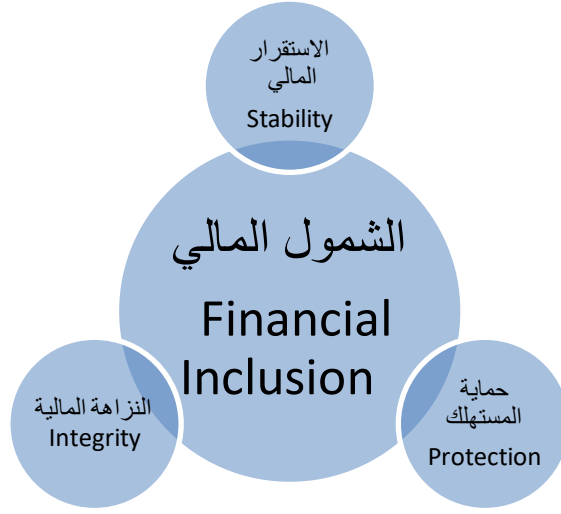 الاستقرار
المالي
Stability
الشمول المالي
Financial
Inclusion
النزاهة المالية
Integrity
حماية
المستهلك
Protection